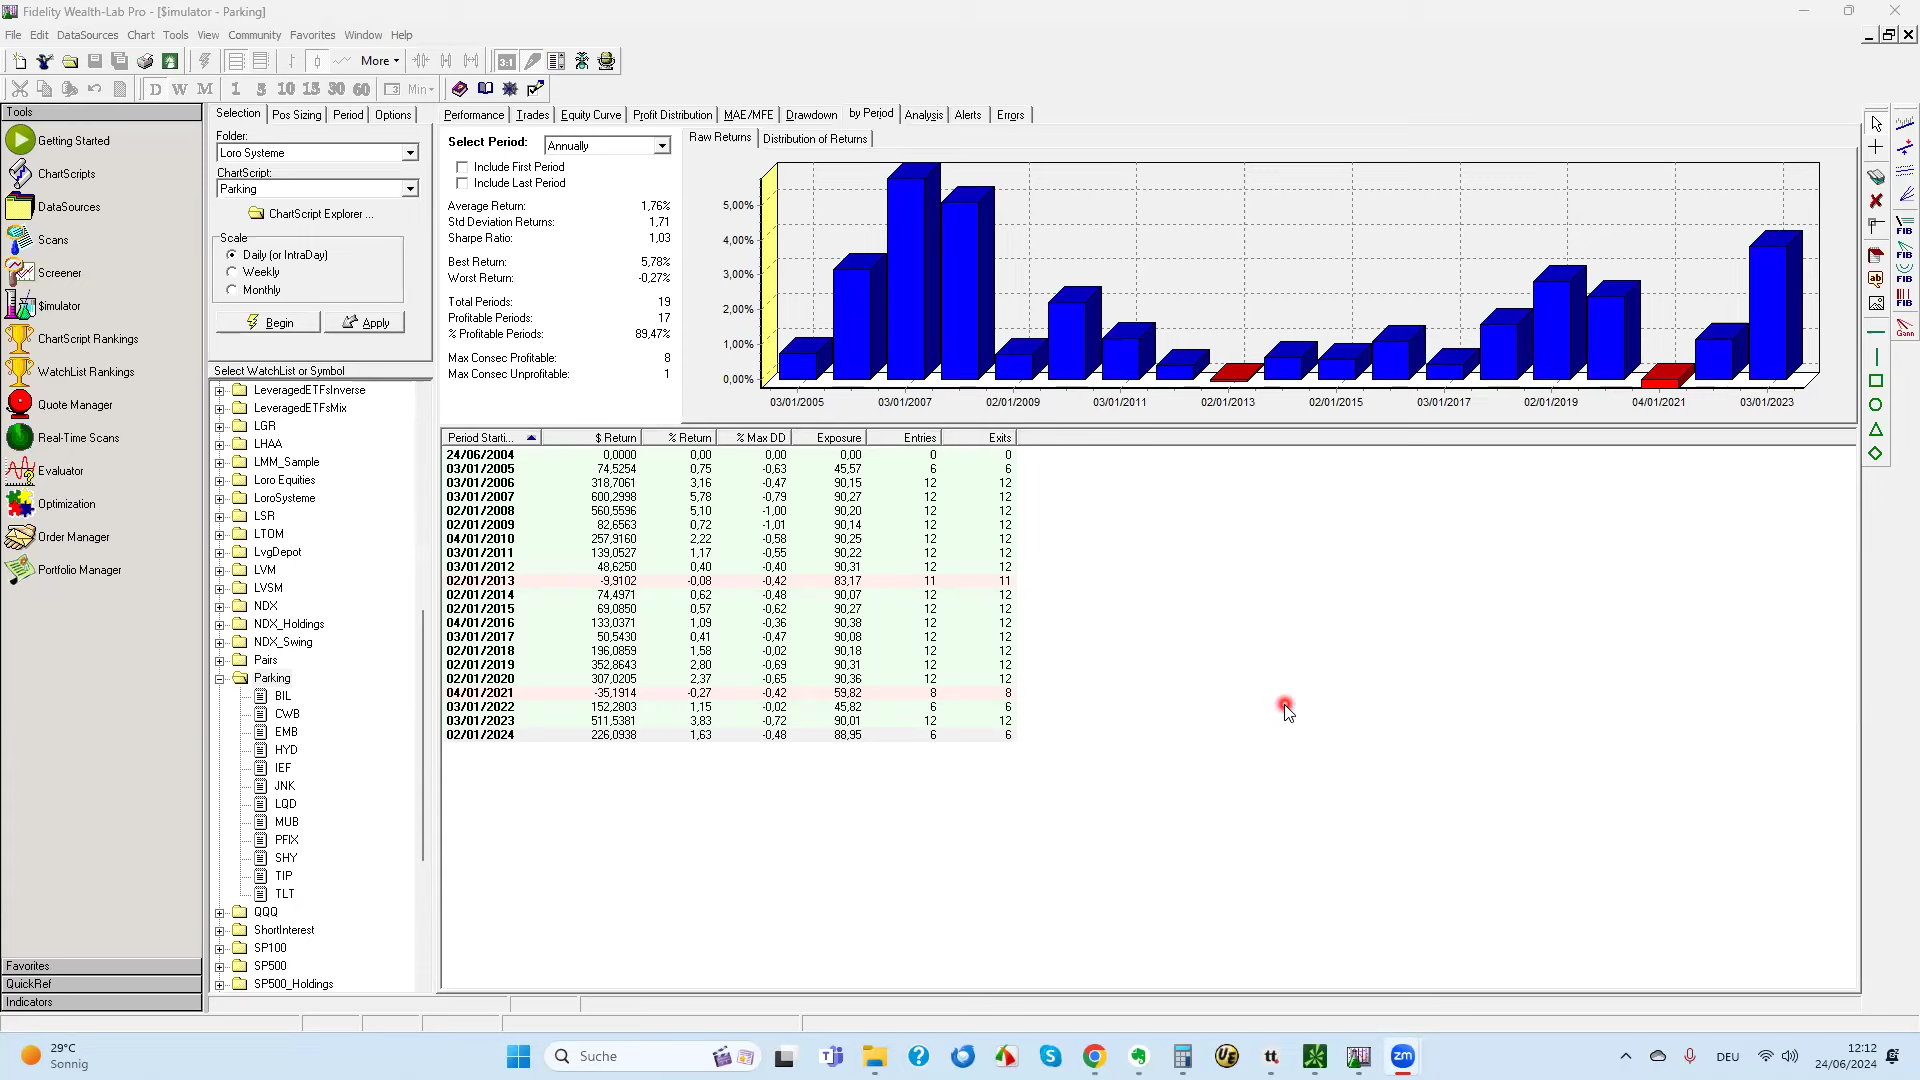 Fidelity Wealth-Lab Pro - [$imulator - Parking]
File Edit DataSources Chart Tools View Community Favorites Window Help
More
3:1
D W M 1 3 10 15 30 60 3 Min
Tools
Getting Started
ChartScripts
DataSources
Scans
Screener
$imulator
ChartScript Rankings
WatchList Rankings
Quote Manager
Real-Time Scans
Evaluator
Optimization
Order Manager
Portfolio Manager
Favorites
QuickRef
Indicators
Selection Pos Sizing Period Options
Folder:
Loro Systeme
ChartScript:
Parking
ChartScript Explorer ...
Scale
Daily (or IntraDay)
Weekly
Monthly
Begin Apply
Select WatchList or Symbol
LeveragedETFsInverse
LeveragedETFsMix
LGR
LHAA
LMM_Sample
Loro Equities
LoroSysteme
LSR
LTOM
LvgDepot
LVM
LVSM
NDX
NDX_Holdings
NDX_Swing
Pairs
Parking
BIL
CWB
EMB
HYD
IEF
JNK
LQD
MUB
PFIX
SHY
TIP
TLT
QQQ
ShortInterest
SP100
SP500
SP500_Holdings
Performance Trades Equity Curve Profit Distribution MAE/MFE Drawdown by Period Analysis Alerts Errors
Select Period: Annually
Include First Period
Include Last Period
Average Return: 1,76%
Std Deviation Returns: 1,71
Sharpe Ratio: 1,03
Best Return: 5,78%
Worst Return: -0,27%
Total Periods: 19
Profitable Periods: 17
% Profitable Periods: 89,47%
Max Consec Profitable: 8
Max Consec Unprofitable: 1
Raw Returns Distribution of Returns
5,00%
4,00%
3,00%
2,00%
1,00%
0,00%
03/01/2005 03/01/2007 02/01/2009 03/01/2011 02/01/2013 02/01/2015 03/01/2017 02/01/2019 04/01/2021 03/01/2023
Period Starti... $ Return % Return % Max DD Exposure Entries Exits
24/06/2004 0,0000 0,00 0,00 0,00 0 0
03/01/2005 74,5254 0,75 -0,63 45,57 6 6
03/01/2006 318,7061 3,16 -0,47 90,15 12 12
03/01/2007 600,2998 5,78 -0,79 90,27 12 12
02/01/2008 560,5596 5,10 -1,00 90,20 12 12
02/01/2009 82,6563 0,72 -1,01 90,14 12 12
04/01/2010 257,9160 2,22 -0,58 90,25 12 12
03/01/2011 139,0527 1,17 -0,55 90,22 12 12
03/01/2012 48,6250 0,40 -0,40 90,31 12 12
02/01/2013 -9,9102 -0,08 -0,42 83,17 11 11
02/01/2014 74,4971 0,62 -0,48 90,07 12 12
02/01/2015 69,0850 0,57 -0,62 90,27 12 12
04/01/2016 133,0371 1,09 -0,36 90,38 12 12
03/01/2017 50,5430 0,41 -0,47 90,08 12 12
02/01/2018 196,0859 1,58 -0,02 90,18 12 12
02/01/2019 352,8643 2,80 -0,69 90,31 12 12
02/01/2020 307,0205 2,37 -0,65 90,36 12 12
04/01/2021 -35,1914 -0,27 -0,42 59,82 8 8
03/01/2022 152,2803 1,15 -0,02 45,82 6 6
03/01/2023 511,5381 3,83 -0,72 90,01 12 12
02/01/2024 226,0938 1,63 -0,48 88,95 6 6
FIB
FIB
FIB
FIB
Gann
ab
29°C
Sonnig
Suche
UE
tt
zm
DEU
12:12
24/06/2024